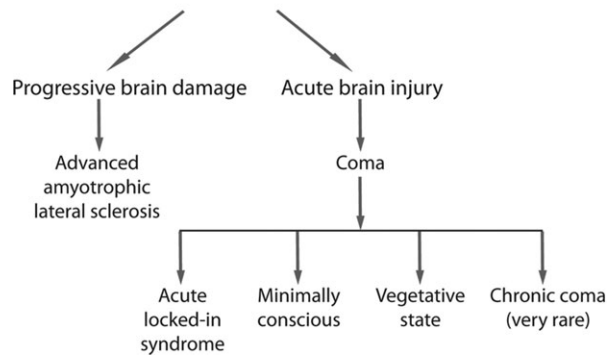 Progressive brain damage
Acute brain injury
Advanced
amyotrophic
lateral sclerosis
Coma
Acute
locked-in
syndrome
Minimally
conscious
Vegetative
state
Chronic coma
(very rare)